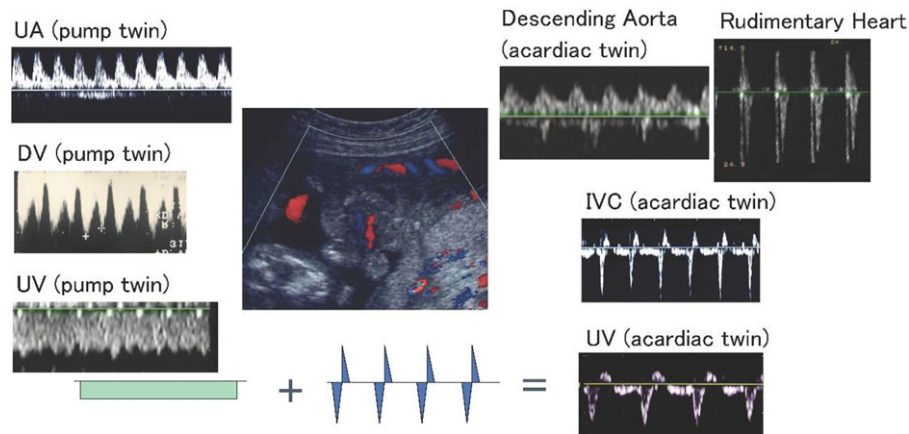 UA (pump twin)
DV (pump twin)
UV (pump twin)
Descending Aorta
(acardiac twin)
Rudimentary Heart
IVC (acardiac twin)
UV (acardiac twin)
+
=